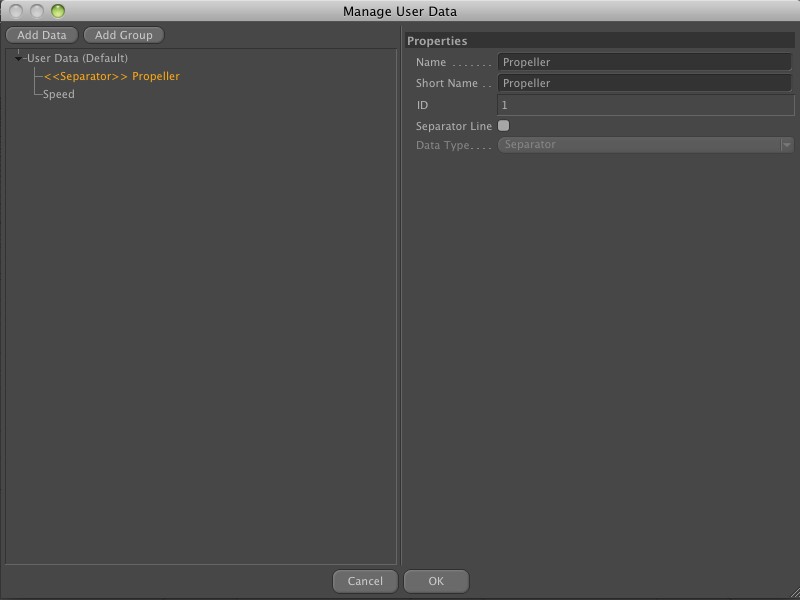 Manage User Data
Add Data
Add Group
User Data (Default)
<<Separator>> Propeller
Speed
Properties
Name ....... Propeller
Short Name .. Propeller
ID 1
Separator Line
Data Type.... Separator
Cancel
OK